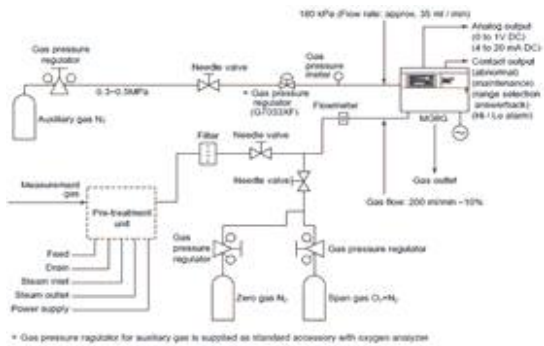 180 kPa (Flow rate: approx. 35 ml / min)
Analog output
(0 to 1V DC)
(4 to 20 mA DC)
Contact output
(abnormal)
(maintenance)
(range selection
answerback)
(Hi / Lo alarm)
Gas pressure
regulator
Needle valve
Gas
pressure
meter
0.3~0.5MPa
* Gas pressure
regulator
(G7033XF)
Auxiliary gas N₂
Flowmeter
Needle valve
Filter
MGRG
Gas outlet
Gas flow: 200 ml/min ~10%
Needle valve
Measurement
gas
Pre-treatment
unit
Feed
Drain
Steam inlet
Steam outlet
Power supply
Gas
pressure
regulator
Gas pressure regulator
Zero gas N₂
Span gas O₂+N₂
* Gas pressure ragulator for auxiliary gas is supplied as standard accessory with oxygen analyzer